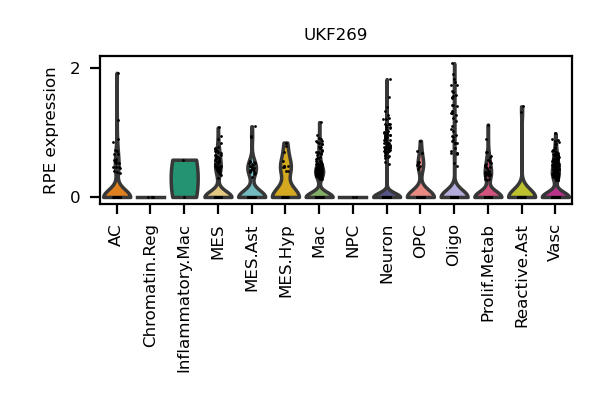 UKF269
RPE expression
2
0
AC
Chromatin.Reg
Inflammatory.Mac
MES
MES.Ast
MES.Hyp
Mac
NPC
Neuron
OPC
Oligo
Prolif.Metab
Reactive.Ast
Vasc